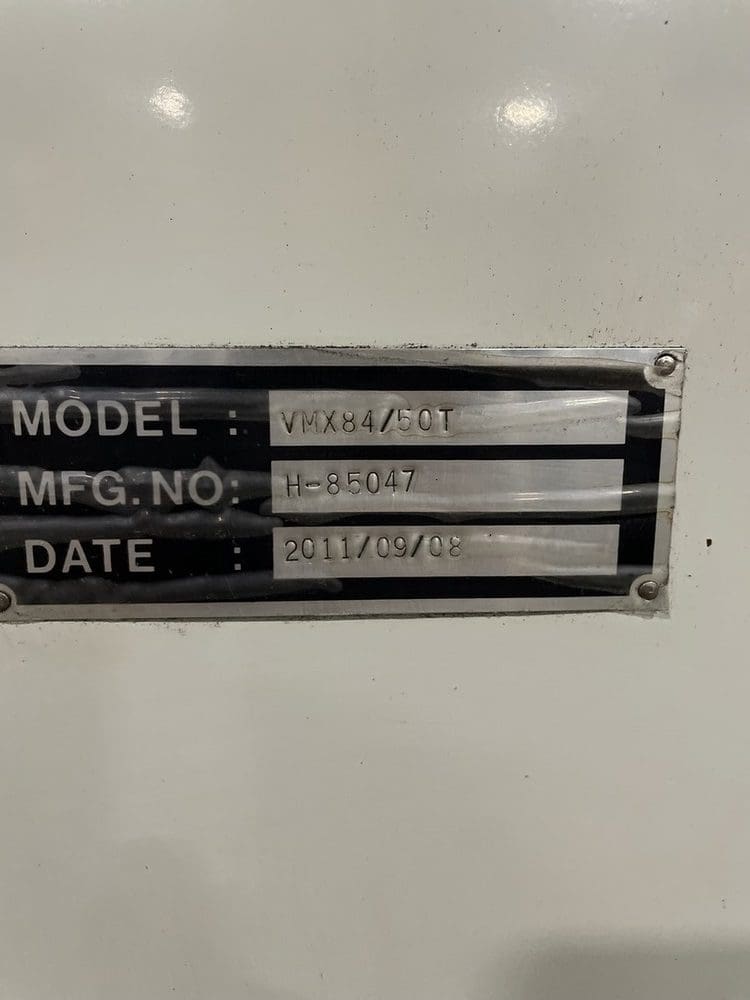 MODEL : VMX84/50T
MFG.NO: H-85047
DATE : 2011/09/08